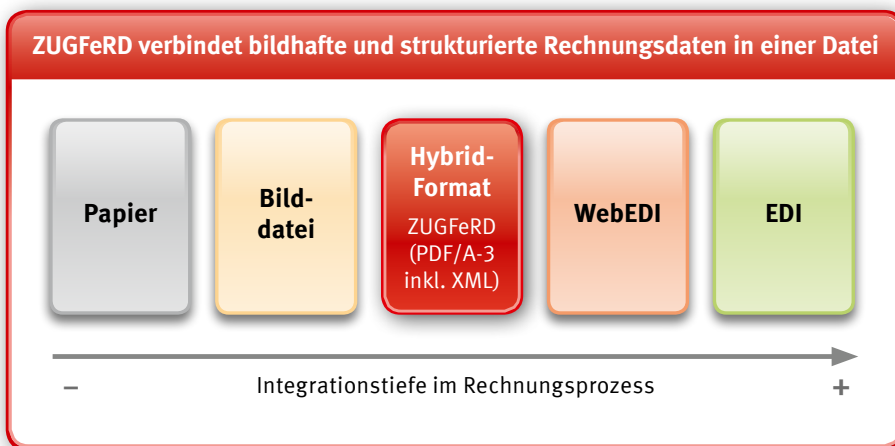 ZUGFeRD verbindet bildhafte und strukturierte Rechnungsdaten in einer Datei
Papier
Bild-
datei
Hybrid-
Format
ZUGFeRD
(PDF/A-3
inkl. XML)
WebEDI
EDI
– Integrationstiefe im Rechnungsprozess +